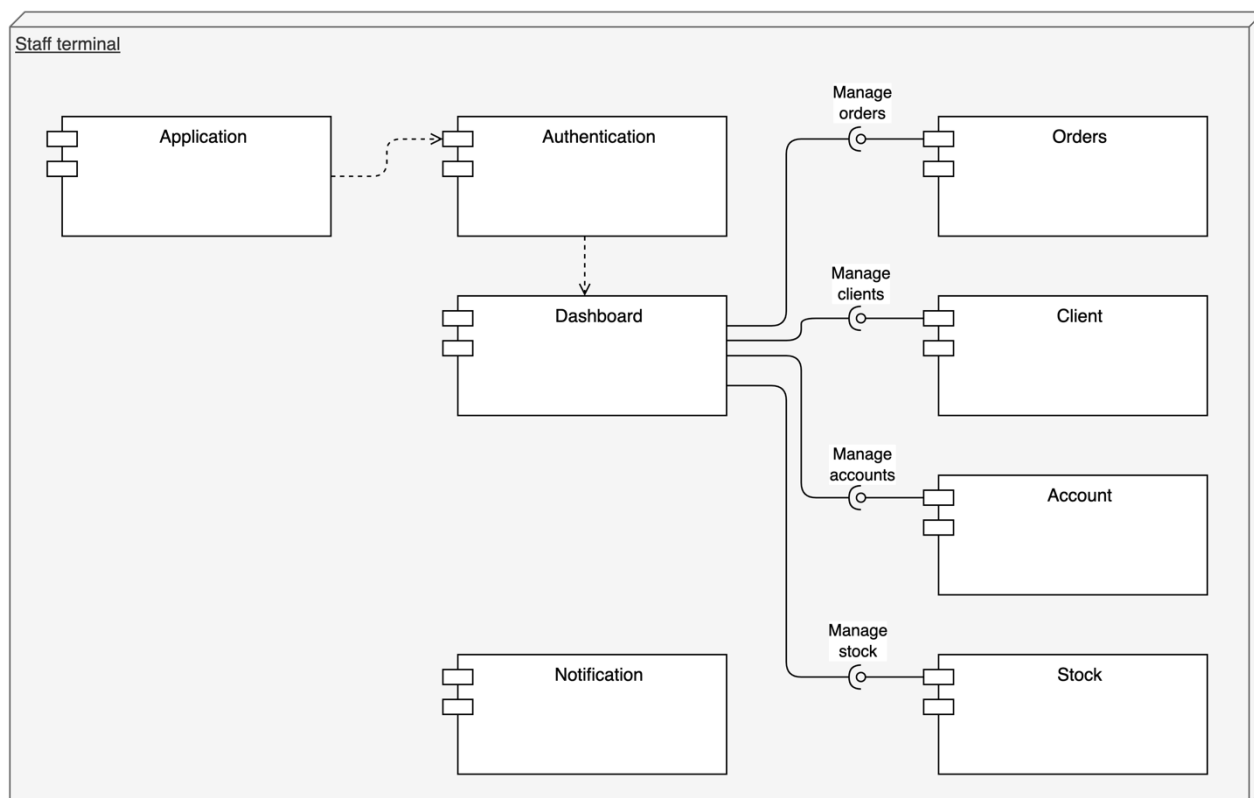 Staff terminal
Application
Authentication
Manage
orders
Orders
Dashboard
Manage
clients
Client
Manage
accounts
Account
Notification
Manage
stock
Stock